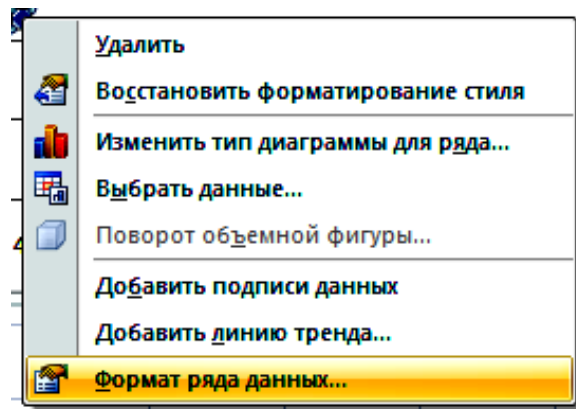 Удалить
Восстановить форматирование стиля
Изменить тип диаграммы для ряда...
Выбрать данные...
Поворот объемной фигуры...
Добавить подписи данных
Добавить линию тренда...
Формат ряда данных...